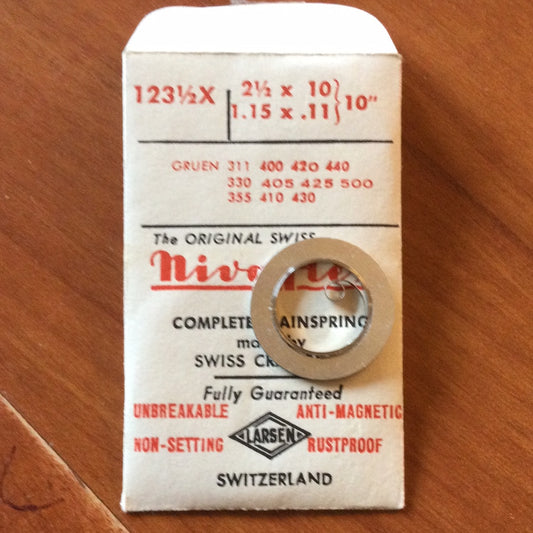 123½X
2½ x 10
1.15 x .11
10"
GRUEN 311 400 420 440
330 405 425 500
355 410 430
The ORIGINAL SWISS
COMPLETE
SWISS
Fully Guaranteed
UNBREAKABLE ANTI-MAGNETIC
NON-SETTING LARSEN RUSTPROOF
SWITZERLAND